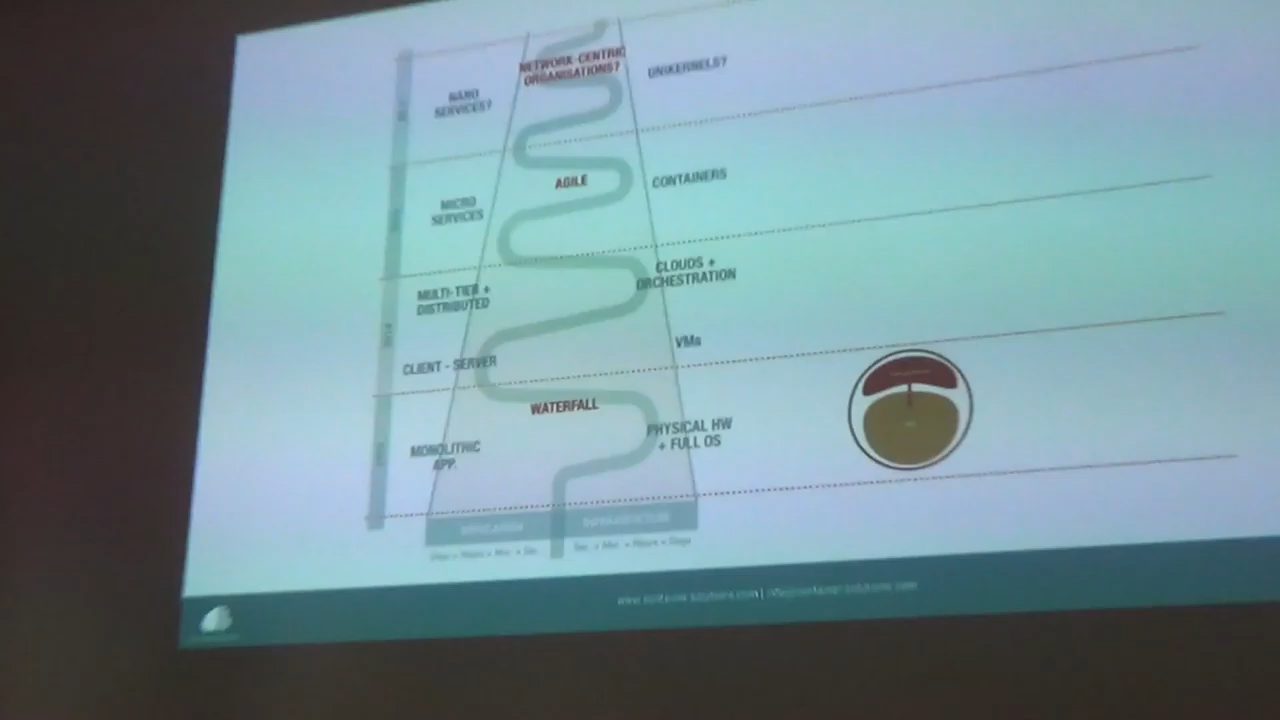 NETWORK-CENTRIC
ORGANISATIONS?
UNIKERNELS?
NANO
SERVICES?
AGILE
CONTAINERS
MICRO
SERVICES
CLOUDS +
ORCHESTRATION
MULTI-TIER +
DISTRIBUTED
VMs
CLIENT - SERVER
WATERFALL
PHYSICAL HW
+ FULL OS
MONOLITHIC
APP.
INFRASTRUCTURE